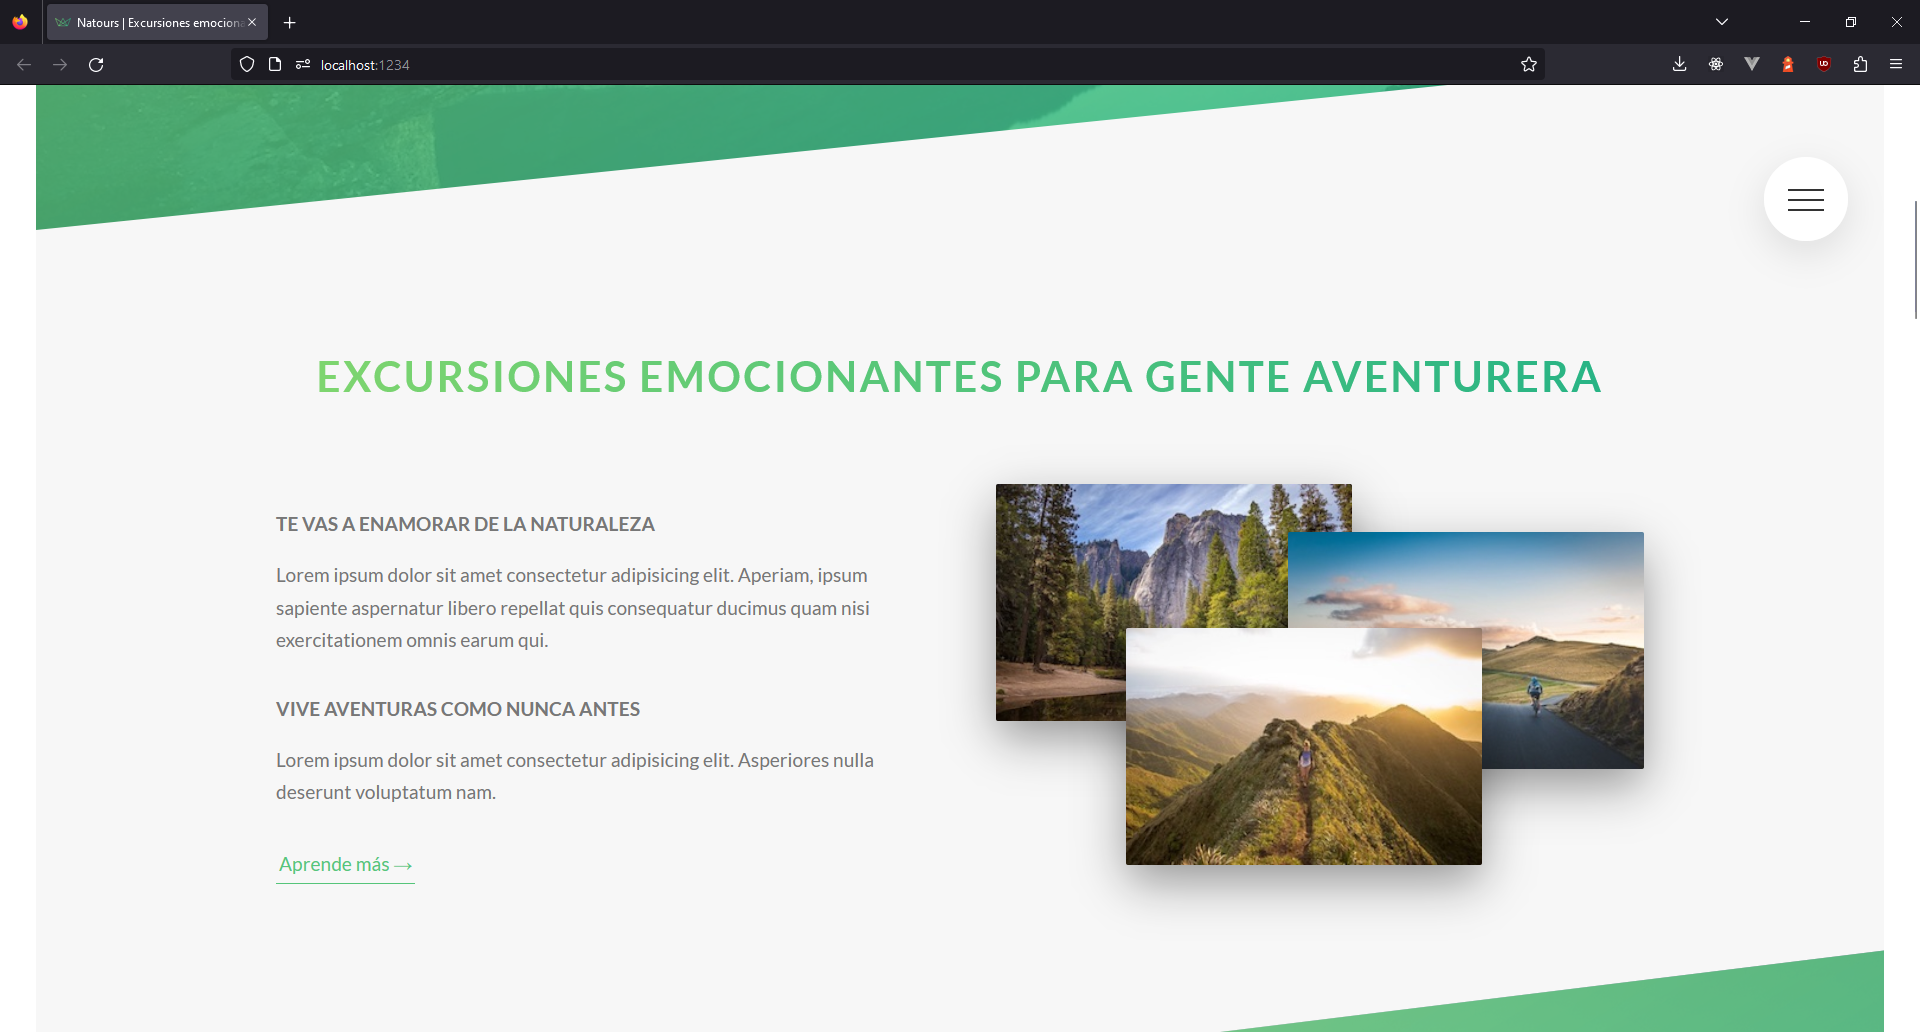 Natours | Excursiones emociona
localhost:1234
EXCURSIONES EMOCIONANTES PARA GENTE AVENTURERA
TE VAS A ENAMORAR DE LA NATURALEZA
Lorem ipsum dolor sit amet consectetur adipisicing elit. Aperiam, ipsum
sapiente aspernatur libero repellat quis consequatur ducimus quam nisi
exercitationem omnis earum qui.
VIVE AVENTURAS COMO NUNCA ANTES
Lorem ipsum dolor sit amet consectetur adipisicing elit. Asperiores nulla
deserunt voluptatum nam.
Aprende más →